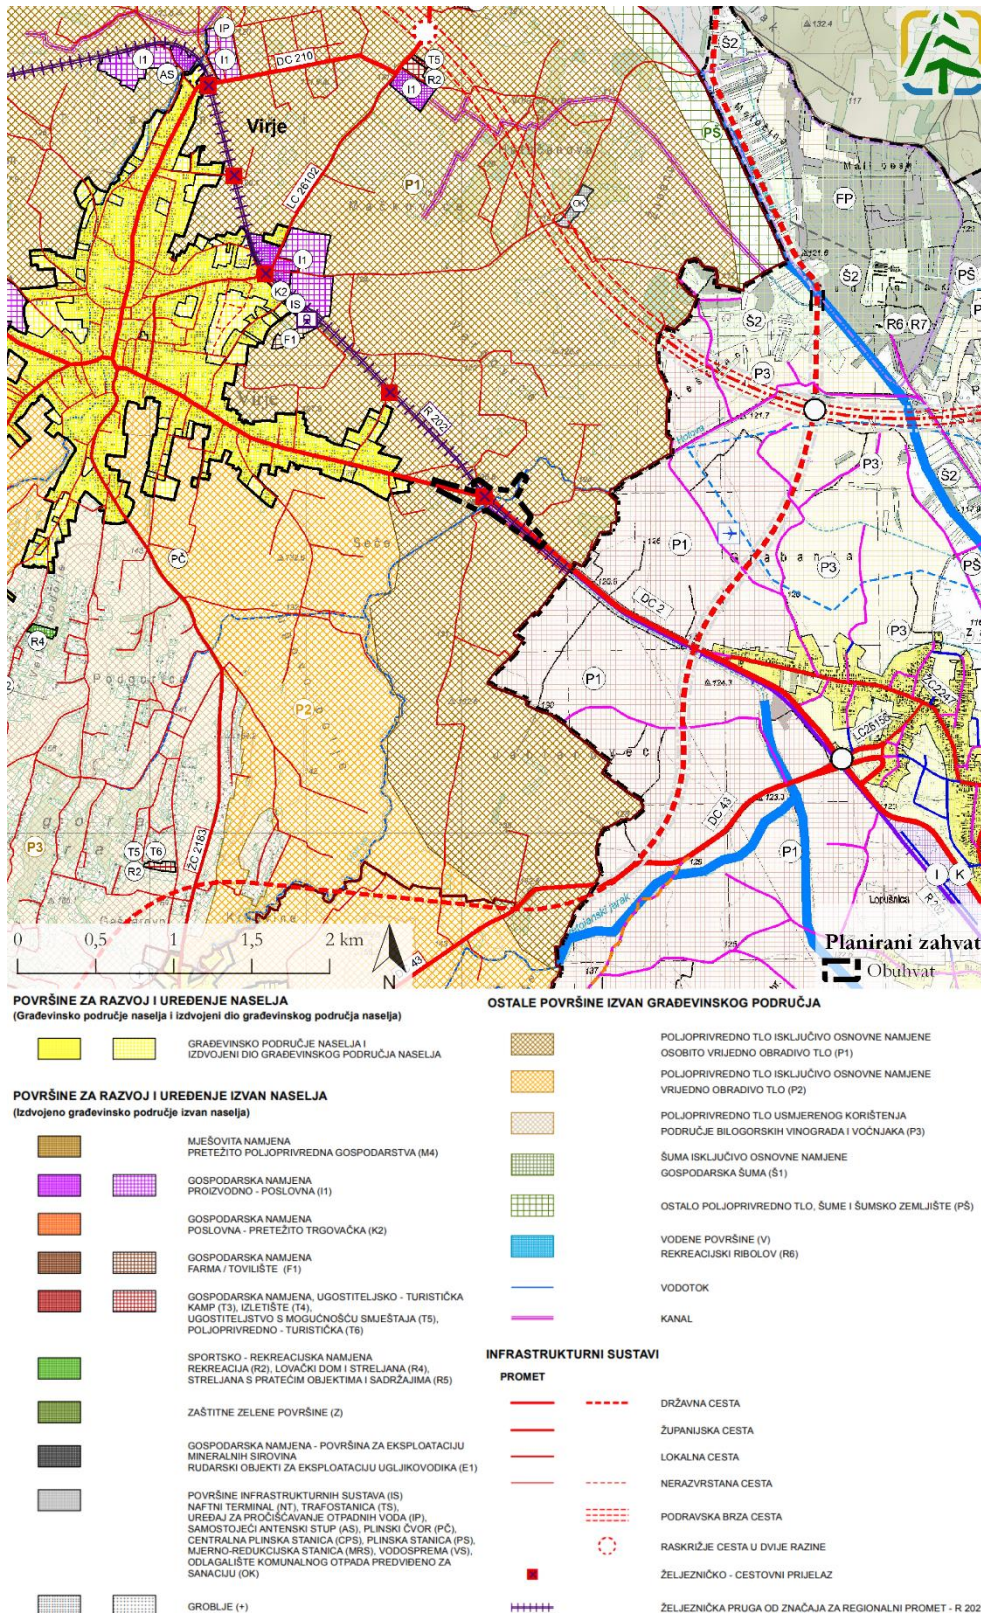 IP
I1
AS
I1
DC 210
T5
R2
I1
Virje
LC 26102
P1
OK
I1
K2
IS
F1
R 202
PČ
R4
P2
P3
T5
T6
R2
ŽC 2183
Š2
PŠ
FP
Š2
Š2
PŠ
R6
R7
Š2
P3
P3
Š2
Hotova
P1
P3
PŠ
DC 2
P3
P1
ŽC2247
LC26158
DC 43
P1
I
K
R 202
Lopušnica
0 0,5 1 1,5 2 km
N
43
Planirani zahvat
Obuhvat
POVRŠINE ZA RAZVOJ I UREĐENJE NASELJA
(Građevinsko područje naselja i izdvojeni dio građevinskog područja naselja)
GRAĐEVINSKO PODRUČJE NASELJA I
IZDVOJENI DIO GRAĐEVINSKOG PODRUČJA NASELJA
POVRŠINE ZA RAZVOJ I UREĐENJE IZVAN NASELJA
(Izdvojeno građevinsko područje izvan naselja)
MJEŠOVITA NAMJENA
PRETEŽITO POLJOPRIVREDNA GOSPODARSTVA (M4)
GOSPODARSKA NAMJENA
PROIZVODNO - POSLOVNA (I1)
GOSPODARSKA NAMJENA
POSLOVNA - PRETEŽITO TRGOVAČKA (K2)
GOSPODARSKA NAMJENA
FARMA / TOVILIŠTE (F1)
GOSPODARSKA NAMJENA, UGOSTITELJSKO - TURISTIČKA
KAMP (T3), IZLETIŠTE (T4),
UGOSTITELJSTVO S MOGUĆNOŠĆU SMJEŠTAJA (T5),
POLJOPRIVREDNO - TURISTIČKA (T6)
SPORTSKO - REKREACIJSKA NAMJENA
REKREACIJA (R2), LOVAČKI DOM I STRELJANA (R4),
STRELJANA S PRATEĆIM OBJEKTIMA I SADRŽAJIMA (R5)
ZAŠTITNE ZELENE POVRŠINE (Z)
GOSPODARSKA NAMJENA - POVRŠINA ZA EKSPLOATACIJU
MINERALNIH SIROVINA
RUDARSKI OBJEKTI ZA EKSPLOATACIJU UGLJIKOVODIKA (E1)
POVRŠINE INFRASTRUKTURNIH SUSTAVA (IS)
NAFTNI TERMINAL (NT), TRAFOSTANICA (TS),
UREĐAJ ZA PROČIŠĆAVANJE OTPADNIH VODA (IP),
SAMOSTOJEĆI ANTENSKI STUP (AS), PLINSKI ČVOR (PČ),
CENTRALNA PLINSKA STANICA (CPS), PLINSKA STANICA (PS),
MJERNO-REDUKCIJSKA STANICA (MRS), VODOSPREMA (VS),
ODLAGALIŠTE KOMUNALNOG OTPADA PREDVIĐENO ZA
SANACIJU (OK)
GROBLJE (+)
OSTALE POVRŠINE IZVAN GRAĐEVINSKOG PODRUČJA
POLJOPRIVREDNO TLO ISKLJUČIVO OSNOVNE NAMJENE
OSOBITO VRIJEDNO OBRADIVO TLO (P1)
POLJOPRIVREDNO TLO ISKLJUČIVO OSNOVNE NAMJENE
VRIJEDNO OBRADIVO TLO (P2)
POLJOPRIVREDNO TLO USMJERENOG KORIŠTENJA
PODRUČJE BILOGORSKIH VINOGRADA I VOĆNJAKA (P3)
ŠUMA ISKLJUČIVO OSNOVNE NAMJENE
GOSPODARSKA ŠUMA (Š1)
OSTALO POLJOPRIVREDNO TLO, ŠUME I ŠUMSKO ZEMLJIŠTE (PŠ)
VODENE POVRŠINE (V)
REKREACIJSKI RIBOLOV (R6)
VODOTOK
KANAL
INFRASTRUKTURNI SUSTAVI
PROMET
DRŽAVNA CESTA
ŽUPANIJSKA CESTA
LOKALNA CESTA
NERAZVRSTANA CESTA
PODRAVSKA BRZA CESTA
RASKRIŽJE CESTA U DVIJE RAZINE
ŽELJEZNIČKO - CESTOVNI PRIJELAZ
ŽELJEZNIČKA PRUGA OD ZNAČAJA ZA REGIONALNI PROMET - R 202